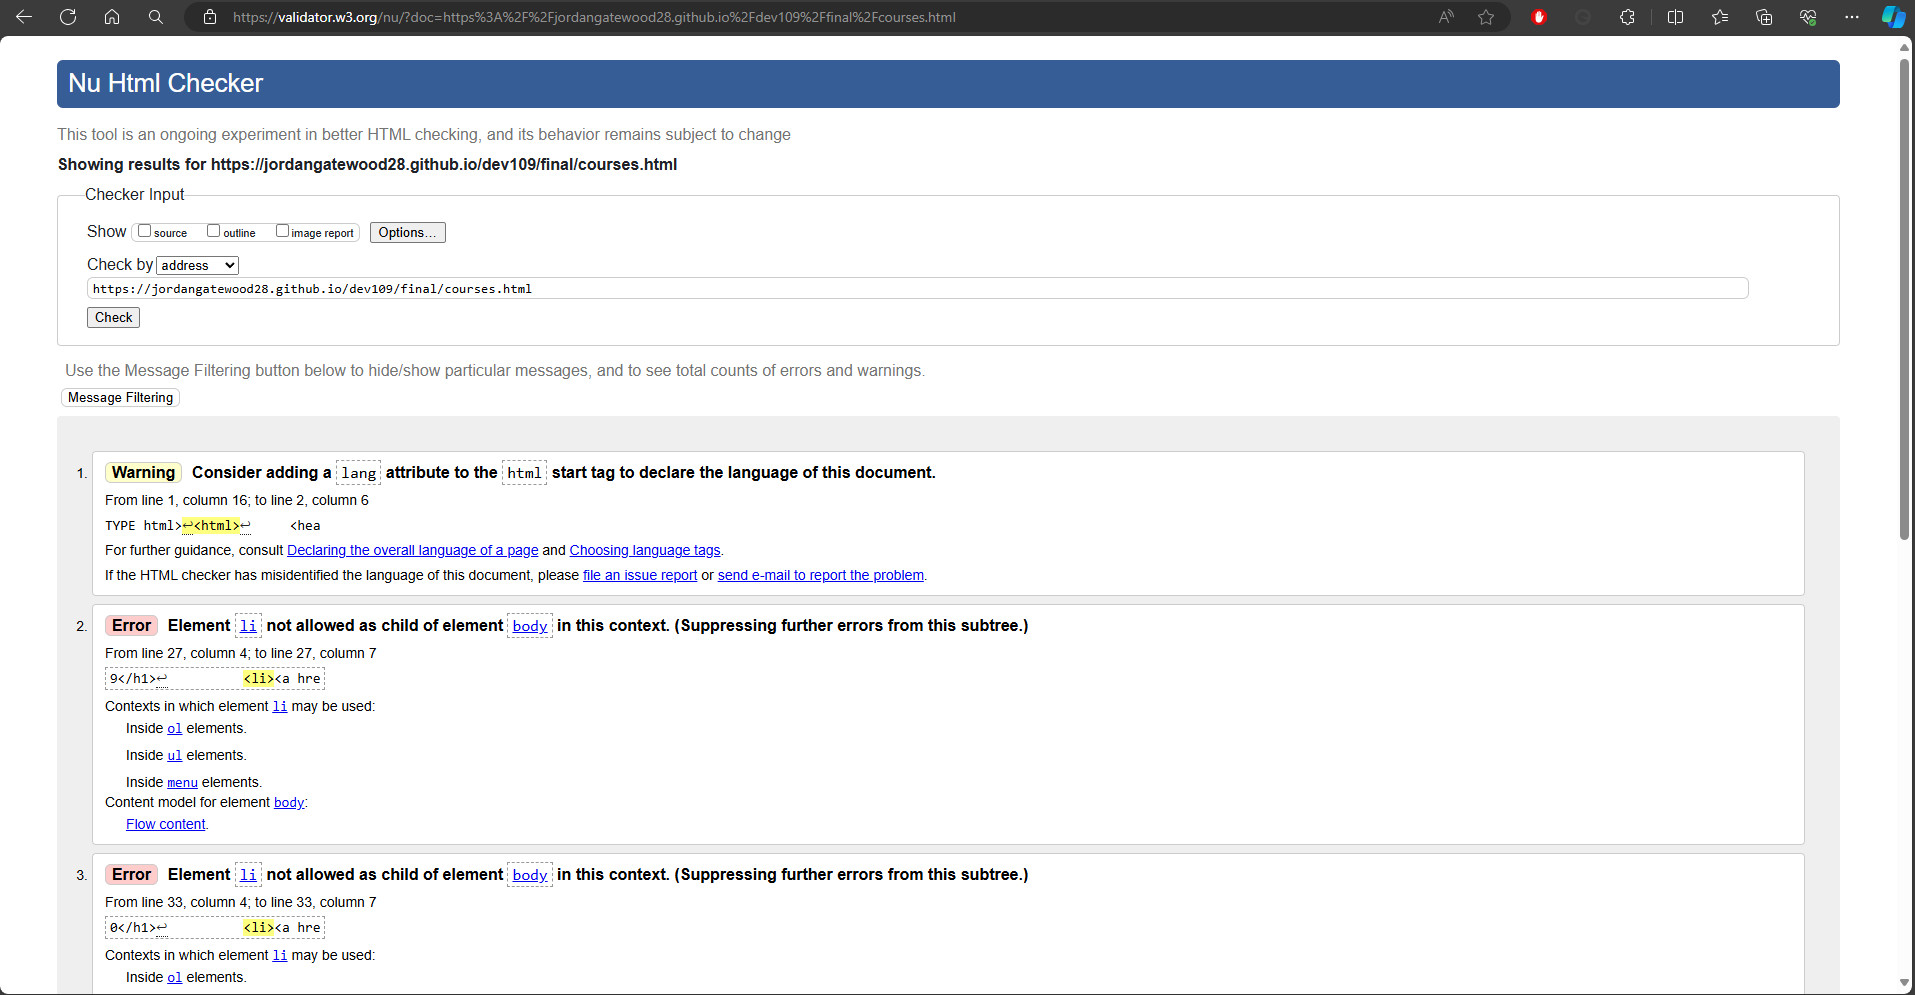 https://validator.w3.org/nu/?doc=https%3A%2F%2Fjordangatewood28.github.io%2Fdev109%2Ffinal%2Fcourses.html
Nu Html Checker
This tool is an ongoing experiment in better HTML checking, and its behavior remains subject to change
Showing results for https://jordangatewood28.github.io/dev109/final/courses.html
Checker Input
Show source outline image report Options...
Check by address
https://jordangatewood28.github.io/dev109/final/courses.html
Check
Use the Message Filtering button below to hide/show particular messages, and to see total counts of errors and warnings.
Message Filtering
1. Warning Consider adding a lang attribute to the html start tag to declare the language of this document.
From line 1, column 16; to line 2, column 6
TYPE html>↩<html>↩ <hea
For further guidance, consult Declaring the overall language of a page and Choosing language tags.
If the HTML checker has misidentified the language of this document, please file an issue report or send e-mail to report the problem.
2. Error Element li not allowed as child of element body in this context. (Suppressing further errors from this subtree.)
From line 27, column 4; to line 27, column 7
9</h1>↩ <li><a hre
Contexts in which element li may be used:
Inside ol elements.
Inside ul elements.
Inside menu elements.
Content model for element body:
Flow content.
3. Error Element li not allowed as child of element body in this context. (Suppressing further errors from this subtree.)
From line 33, column 4; to line 33, column 7
0</h1>↩ <li><a hre
Contexts in which element li may be used:
Inside ol elements.